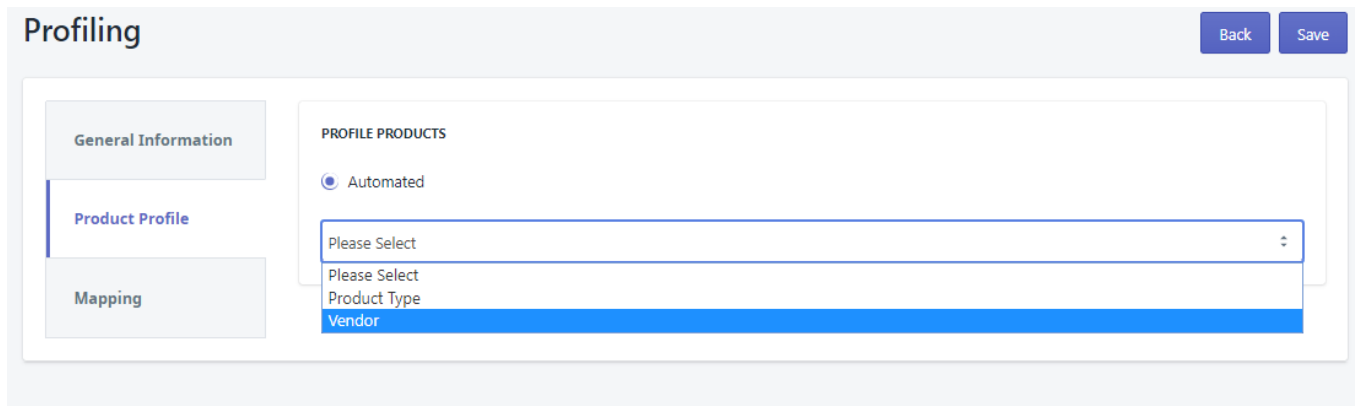 Profiling
Back
Save
General Information
Product Profile
Mapping
PROFILE PRODUCTS
Automated
Please Select
Please Select
Product Type
Vendor